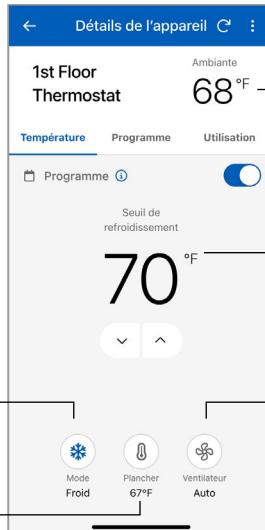 Détails de l'appareil
1st Floor
Thermostat
Ambiante
68°F
Température
Programme
Utilisation
Programme
Seuil de
refroidissement
70°F
Mode
Froid
Plancher
67°F
Ventilateur
Auto